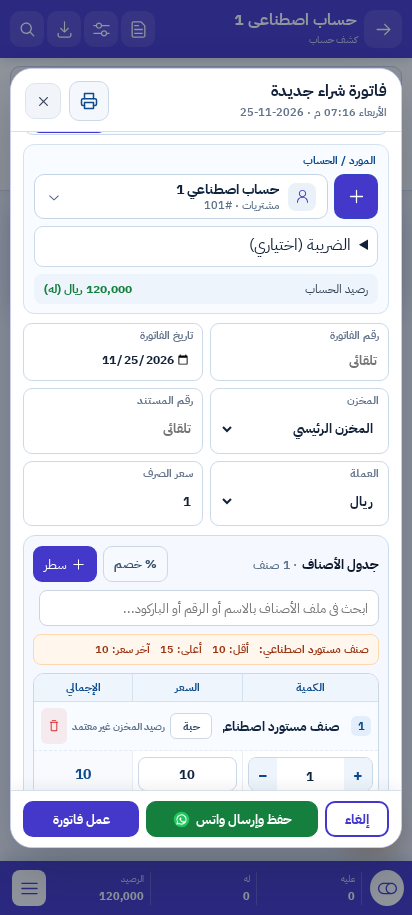 حساب اصطناعي 1
كشف حساب
فاتورة شراء جديدة
الأربعاء 07:16 م · 2026-11-25
المورد / الحساب
حساب اصطناعي 1
مشتريات · #101
الضريبة (اختياري)
رصيد الحساب
120,000 ريال (له)
رقم الفاتورة
تلقائي
تاريخ الفاتورة
11/25/2026
المخزن
المخزن الرئيسي
رقم المستند
تلقائي
العملة
ريال
سعر الصرف
1
جدول الأصناف · 1 صنف
% خصم
سطر
ابحث في ملف الأصناف بالاسم أو الرقم أو الباركود...
صنف مستورد اصطناعي: أقل: 10 أعلى: 15 آخر سعر: 10
الكمية
السعر
الإجمالي
1
صنف مستورد اصطناعي
حبة
رصيد المخزن غير معتمد
+ 1 −
10
10
إلغاء
حفظ وإرسال واتس
عمل فاتورة
عليه
0
له
0
الرصيد
120,000